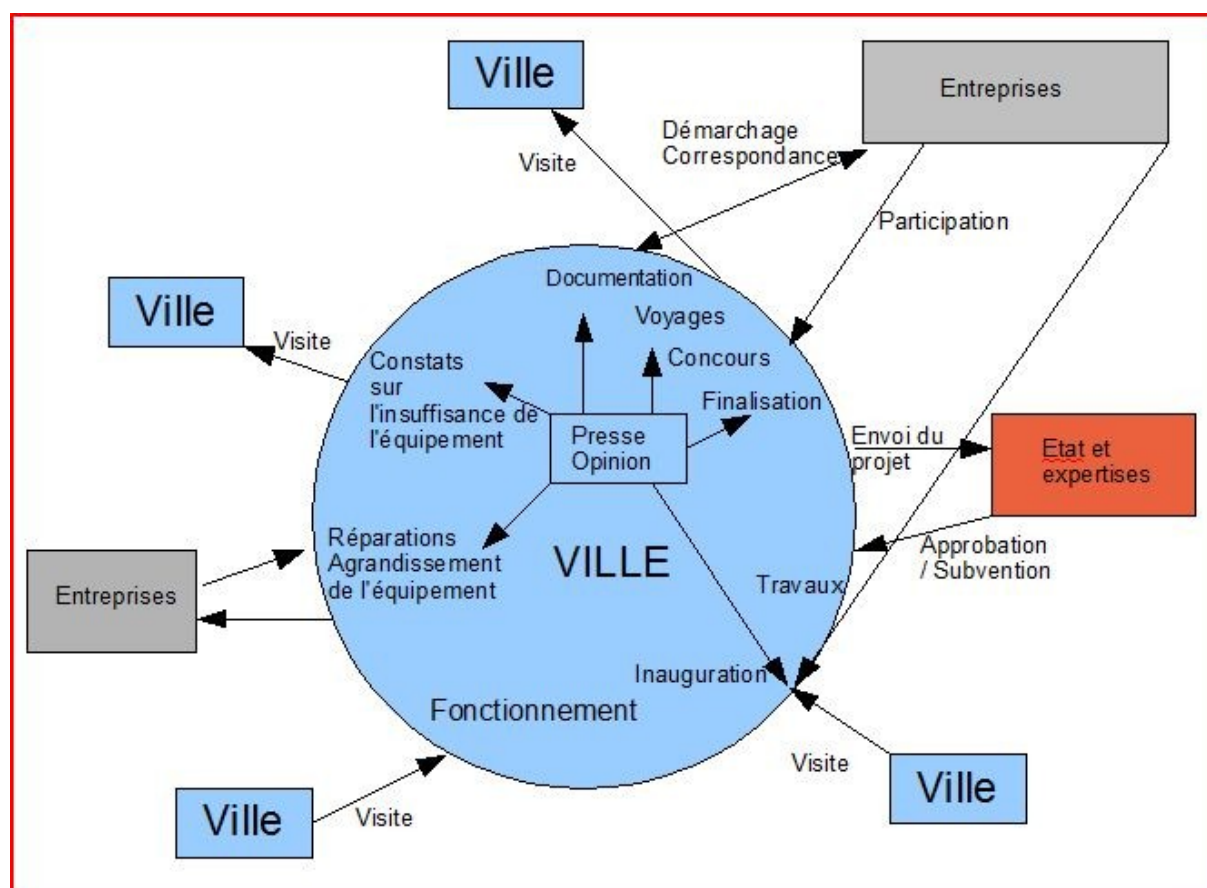 Ville
Entreprises
Démarchage
Correspondance
Visite
Participation
Documentation
Ville
Voyages
Visite
Constats
sur
l'insuffisance de
l'équipement
Concours
Finalisation
Presse
Opinion
Envoi du
projet
Etat et
expertises
Réparations
Agrandissement
de l'équipement
VILLE
Approbation
/ Subvention
Travaux
Entreprises
Inauguration
Fonctionnement
Visite
Ville
Ville
Visite